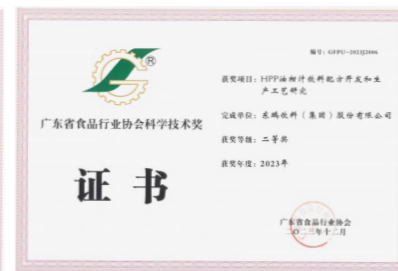 编号:GFPU-2023J2006
®
获奖项目:HPP油柑汁饮料配方开发和生
产工艺研究
完成单位:东鹏饮料(集团)股份有限公司
广东省食品行业协会科学技术奖
获奖等级:二等奖
证书
获奖年度:2023年
广东省食品行业协会
二〇二三年十二月